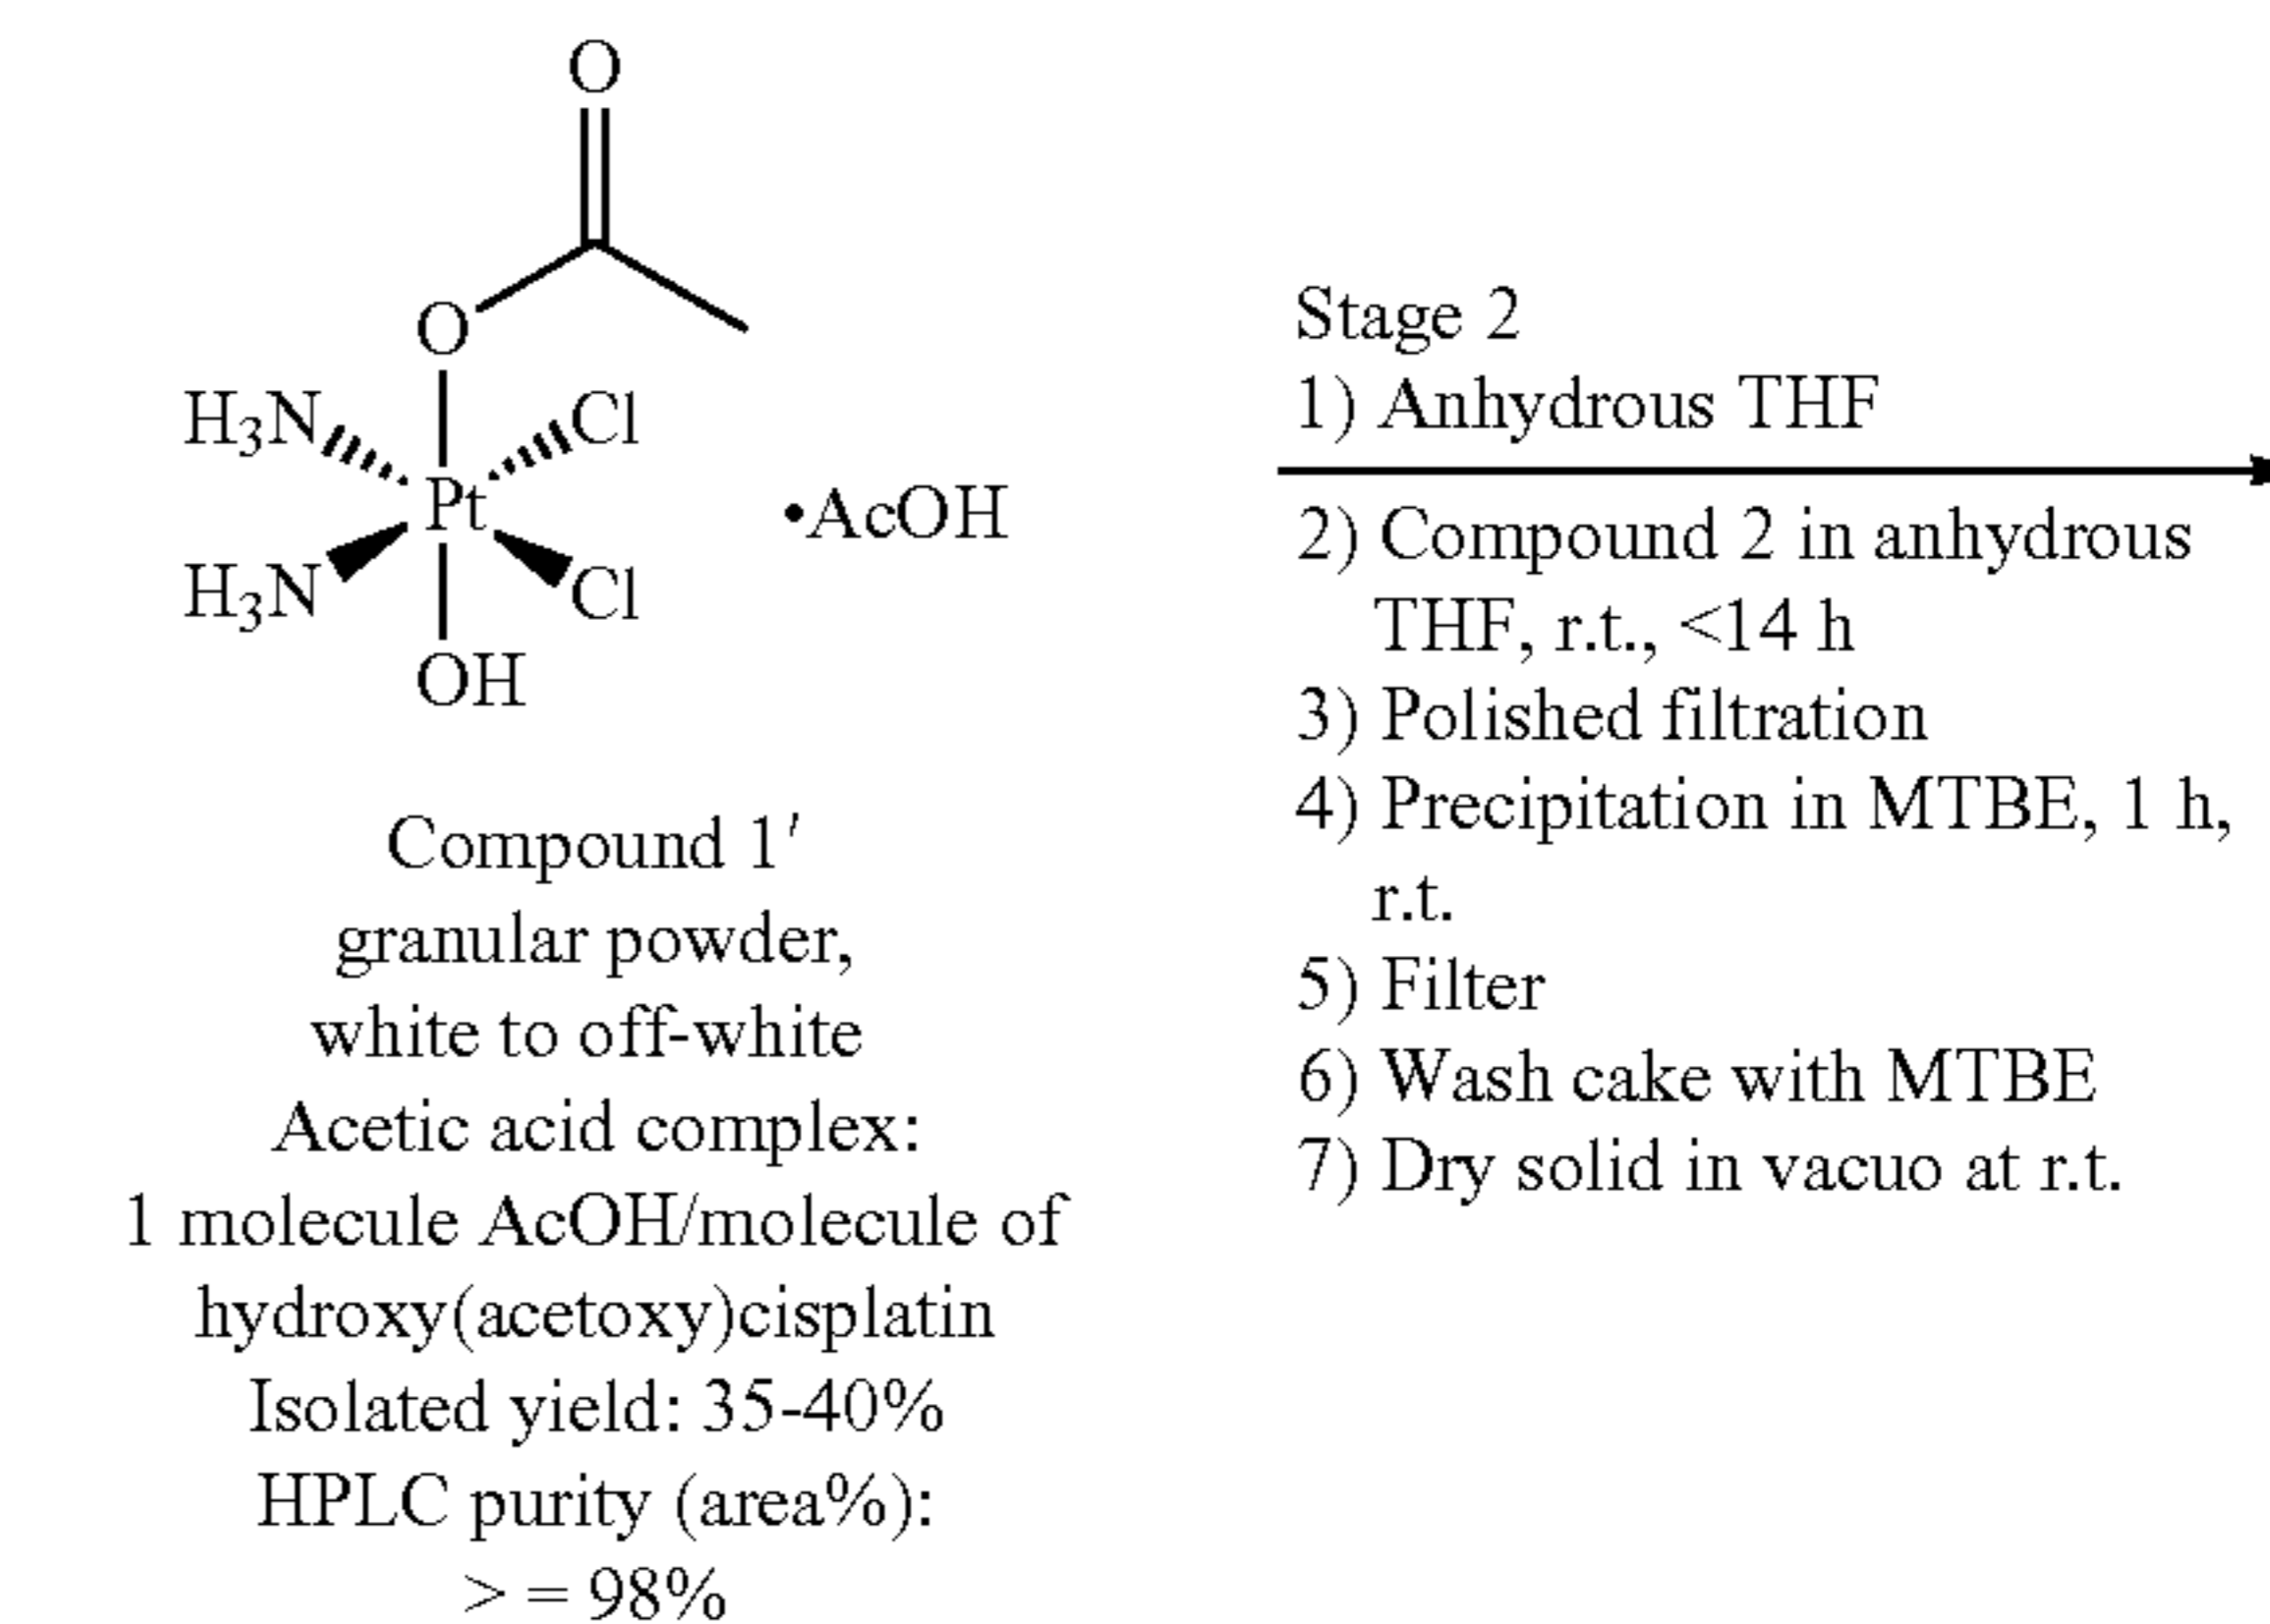 O
O
H₃N
Cl
Pt
•AcOH
H₃N
Cl
OH
Compound 1′
granular powder,
white to off-white
Acetic acid complex:
1 molecule AcOH/molecule of
hydroxy(acetoxy)cisplatin
Isolated yield: 35-40%
HPLC purity (area%):
> = 98%
Stage 2
1) Anhydrous THF
2) Compound 2 in anhydrous
THF, r.t., <14 h
3) Polished filtration
4) Precipitation in MTBE, 1 h,
r.t.
5) Filter
6) Wash cake with MTBE
7) Dry solid in vacuo at r.t.